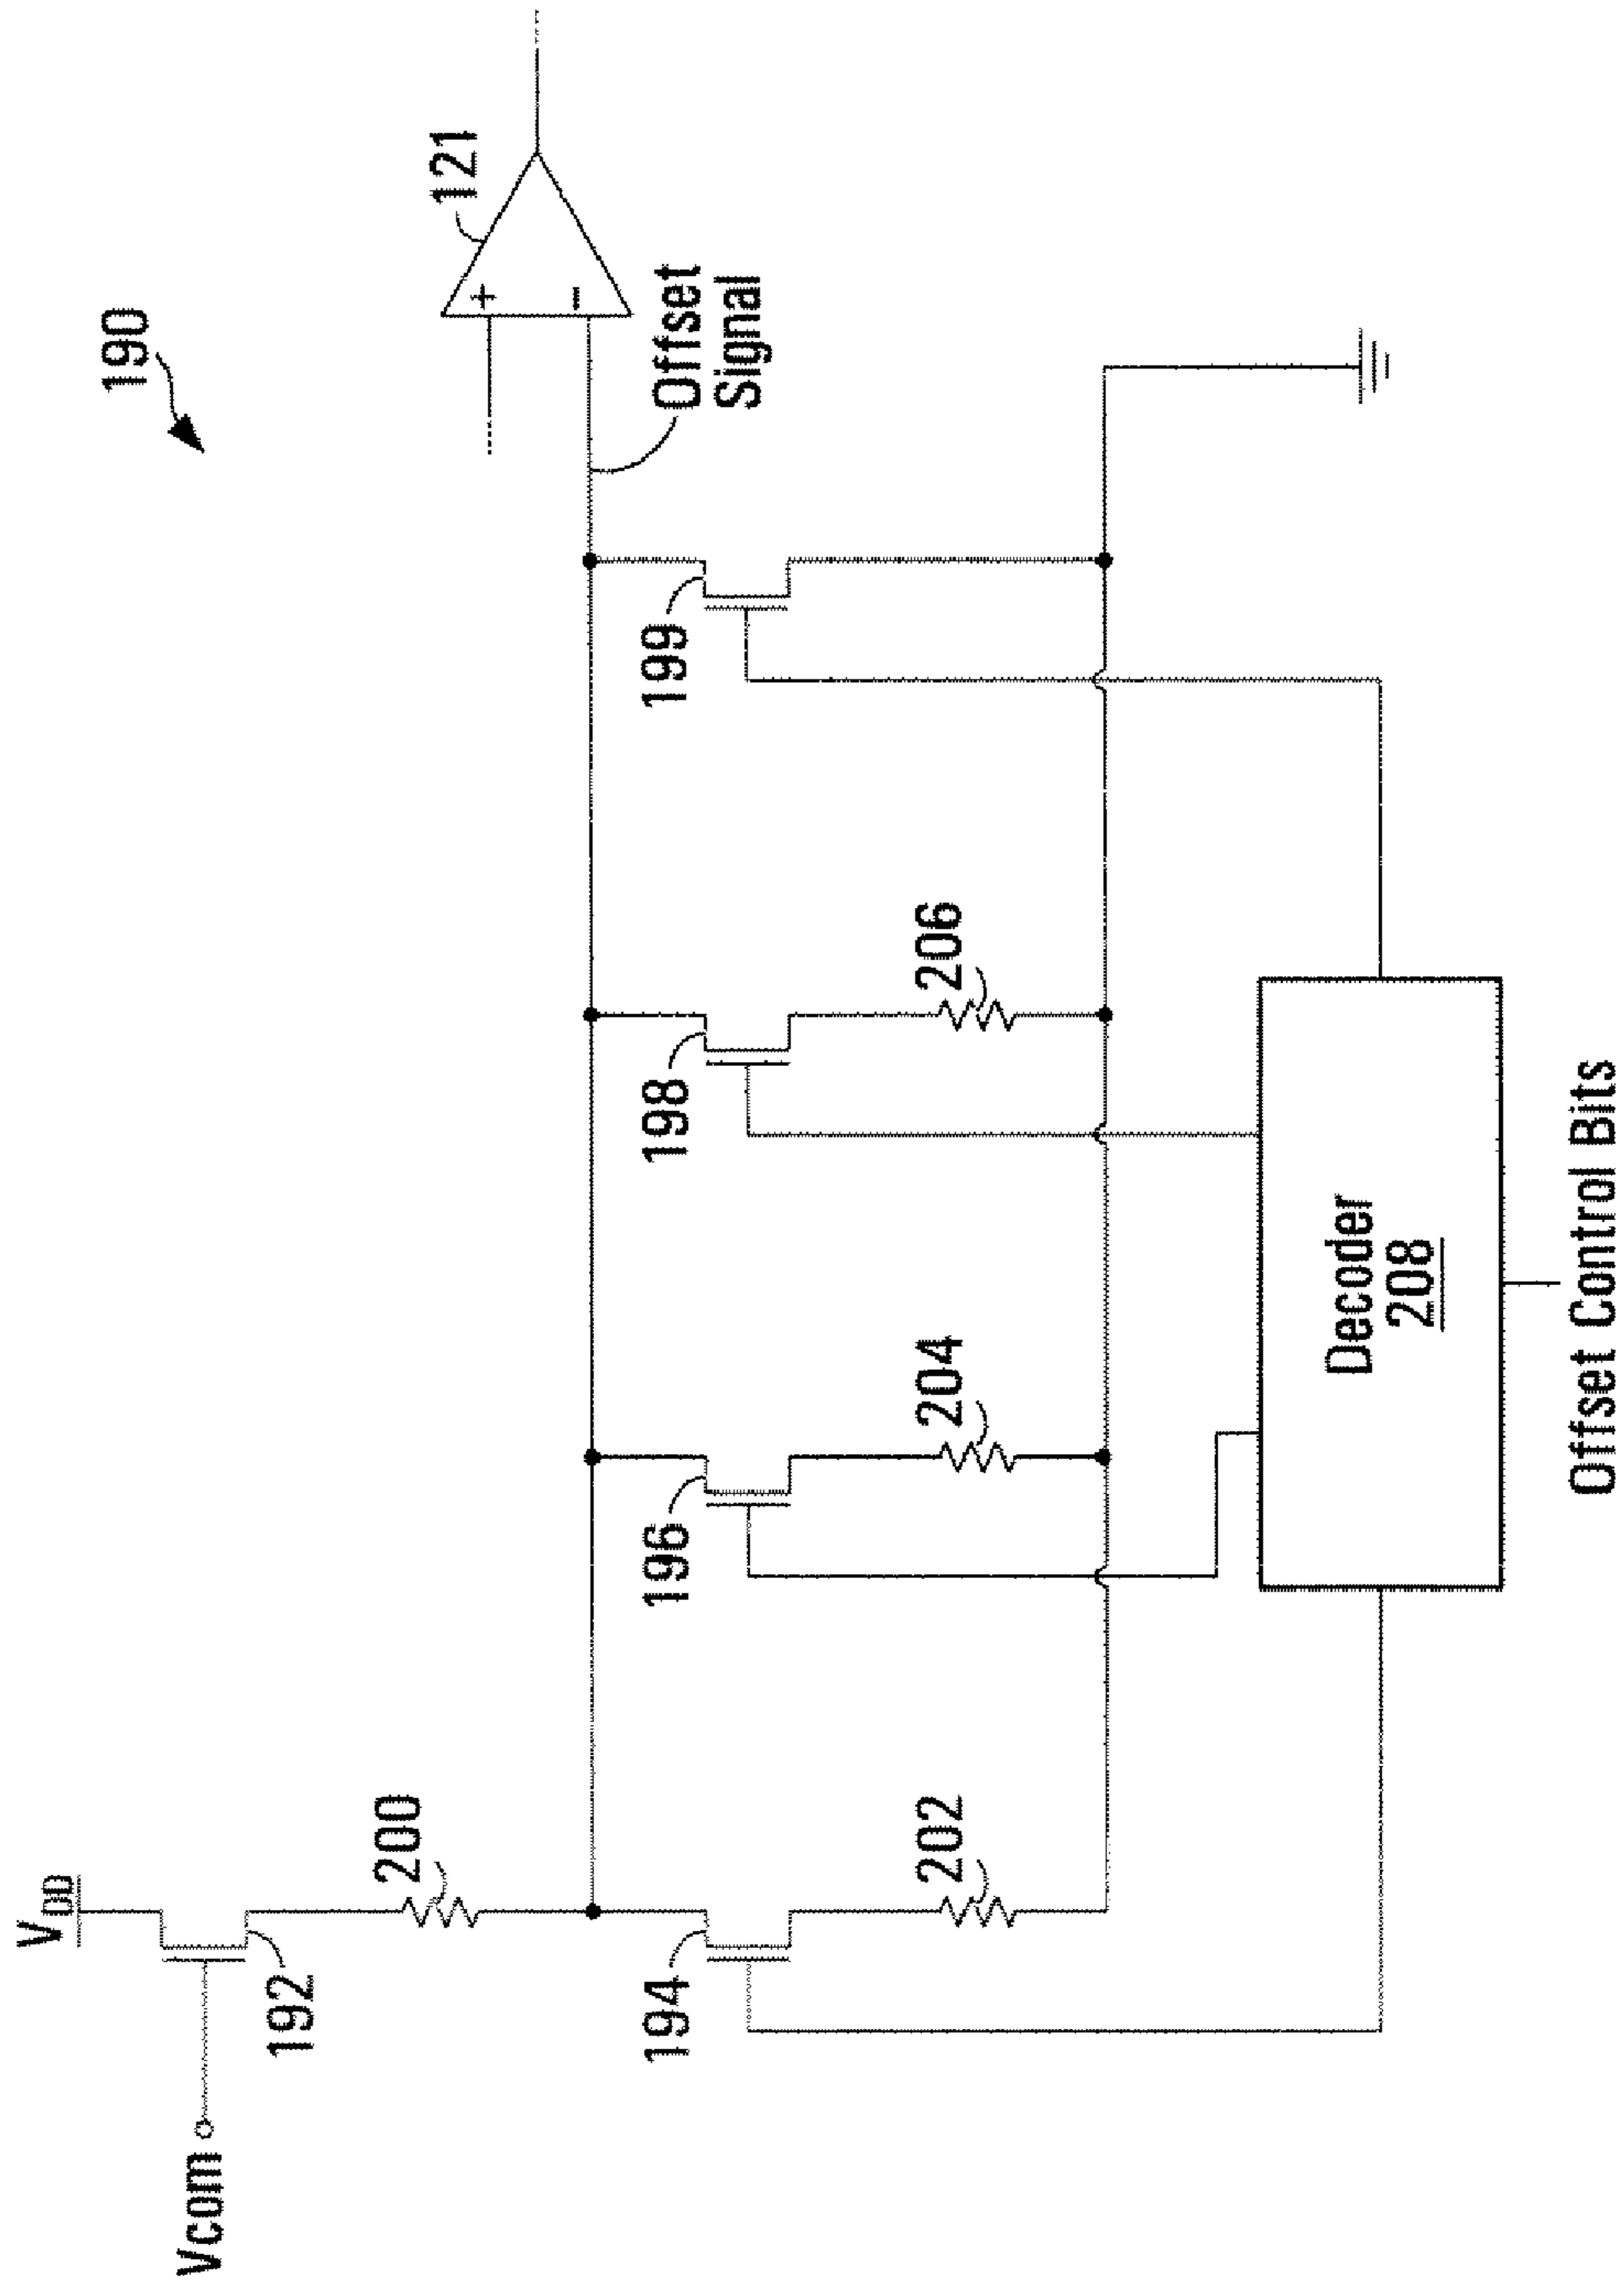 190
121
+
-
Offset
Signal
V_DD
Vcom
192
200
194
196
198
199
202
204
206
Decoder
208
Offset Control Bits